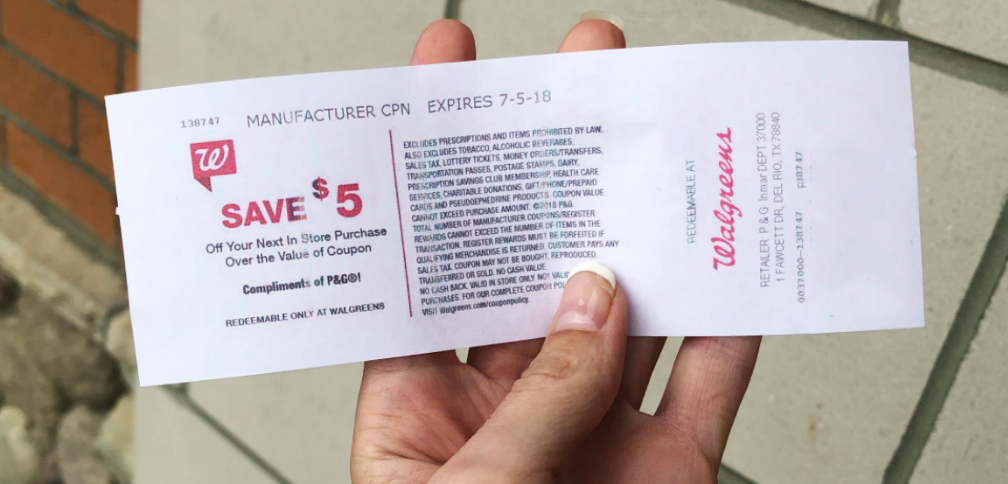 138747 MANUFACTURER CPN EXPIRES 7-5-18
W
SAVE $5
Off Your Next In Store Purchase
Over the Value of Coupon
Compliments of P&G®!
REDEEMABLE ONLY AT WALGREENS
EXCLUDES PRESCRIPTIONS AND ITEMS PROHIBITED BY LAW.
ALSO EXCLUDES TOBACCO, ALCOHOLIC BEVERAGES,
SALES TAX, LOTTERY TICKETS, MONEY ORDERS/TRANSFERS,
TRANSPORTATION PASSES, POSTAGE STAMPS, DAIRY,
PRESCRIPTION SAVINGS CLUB MEMBERSHIP, HEALTH CARE
SERVICES, CHARITABLE DONATIONS, GIFT/PHONE/PREPAID
CARDS AND PSEUDOEPHEDRINE PRODUCTS. COUPON VALUE
CANNOT EXCEED PURCHASE AMOUNT. ©2018 P&G.
TOTAL NUMBER OF MANUFACTURER COUPONS/REGISTER
REWARDS CANNOT EXCEED THE NUMBER OF ITEMS IN THE
TRANSACTION. REGISTER REWARDS MUST BE FORFEITED IF
QUALIFYING MERCHANDISE IS RETURNED. CUSTOMER PAYS ANY
SALES TAX. COUPON MAY NOT BE BOUGHT, REPRODUCED,
TRANSFERRED OR SOLD. NO CASH VALUE.
NO CASH BACK. VALID IN STORE ONLY. NOT
PURCHASES. FOR OUR COMPLETE COUPON
VISIT Walgreens.com/couponpolicy.
REDEEMABLE AT
Walgreens
RETAILER: P & G Inmar DEPT 37000
1 FAWCETT DR, DEL RIO, TX 78840
0037000-138747